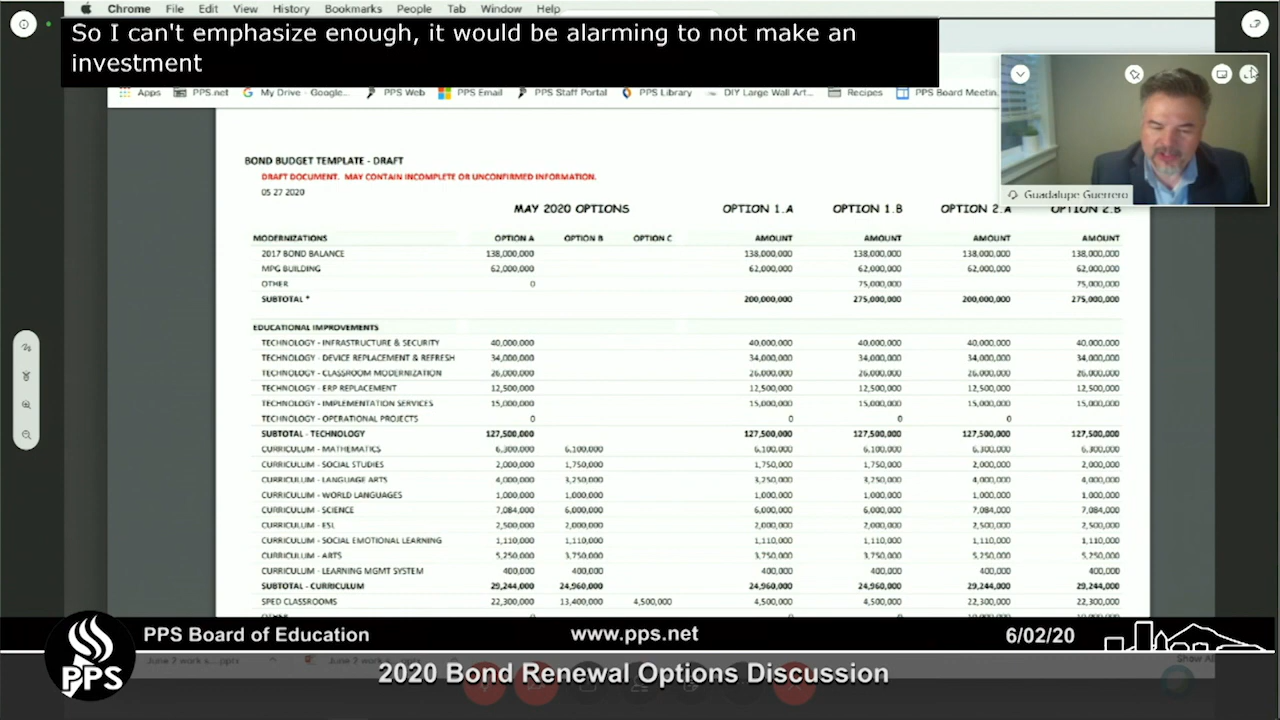 Chrome File Edit View History Bookmarks People Tab Window Help
So I can't emphasize enough, it would be alarming to not make an
investment
Apps PPS.net My Drive - Google... PPS Web PPS Email PPS Staff Portal PPS Library DIY Large Wall Art... Recipes PPS Board Meetin
Guadalupe Guerrero
BOND BUDGET TEMPLATE - DRAFT
DRAFT DOCUMENT. MAY CONTAIN INCOMPLETE OR UNCONFIRMED INFORMATION.
05 27 2020
MAY 2020 OPTIONS OPTION 1.A OPTION 1.B OPTION 2.A OPTION 2.B
MODERNIZATIONS OPTION A OPTION B OPTION C AMOUNT AMOUNT AMOUNT AMOUNT
2017 BOND BALANCE 138,000,000 138,000,000 138,000,000 138,000,000 138,000,000
MPG BUILDING 62,000,000 62,000,000 62,000,000 62,000,000 62,000,000
OTHER 0 75,000,000 75,000,000
SUBTOTAL * 200,000,000 275,000,000 200,000,000 275,000,000
EDUCATIONAL IMPROVEMENTS
TECHNOLOGY - INFRASTRUCTURE & SECURITY 40,000,000 40,000,000 40,000,000 40,000,000 40,000,000
TECHNOLOGY - DEVICE REPLACEMENT & REFRESH 34,000,000 34,000,000 34,000,000 34,000,000 34,000,000
TECHNOLOGY - CLASSROOM MODERNIZATION 26,000,000 26,000,000 26,000,000 26,000,000 26,000,000
TECHNOLOGY - ERP REPLACEMENT 12,500,000 12,500,000 12,500,000 12,500,000 12,500,000
TECHNOLOGY - IMPLEMENTATION SERVICES 15,000,000 15,000,000 15,000,000 15,000,000 15,000,000
TECHNOLOGY - OPERATIONAL PROJECTS 0 0 0 0
SUBTOTAL - TECHNOLOGY 127,500,000 127,500,000 127,500,000 127,500,000 127,500,000
CURRICULUM - MATHEMATICS 6,300,000 6,100,000 6,100,000 6,100,000 6,300,000 6,300,000
CURRICULUM - SOCIAL STUDIES 2,000,000 1,750,000 1,750,000 1,750,000 2,000,000 2,000,000
CURRICULUM - LANGUAGE ARTS 4,000,000 3,250,000 3,250,000 3,250,000 4,000,000 4,000,000
CURRICULUM - WORLD LANGUAGES 1,000,000 1,000,000 1,000,000 1,000,000 1,000,000 1,000,000
CURRICULUM - SCIENCE 7,084,000 6,000,000 6,000,000 6,000,000 7,084,000 7,084,000
CURRICULUM - ESL 2,500,000 2,000,000 2,000,000 2,000,000 2,500,000 2,500,000
CURRICULUM - SOCIAL EMOTIONAL LEARNING 1,110,000 1,110,000 1,110,000 1,110,000 1,110,000 1,110,000
CURRICULUM - ARTS 5,250,000 3,750,000 3,750,000 3,750,000 5,250,000 5,250,000
CURRICULUM - LEARNING MGMT SYSTEM 400,000 400,000 400,000 400,000 400,000 400,000
SUBTOTAL - CURRICULUM 29,244,000 24,960,000 24,960,000 24,960,000 29,244,000 29,244,000
SPED CLASSROOMS 22,300,000 13,400,000 4,500,000 4,500,000 4,500,000 22,300,000 22,300,000
PPS
PPS Board of Education www.pps.net 6/02/20
2020 Bond Renewal Options Discussion